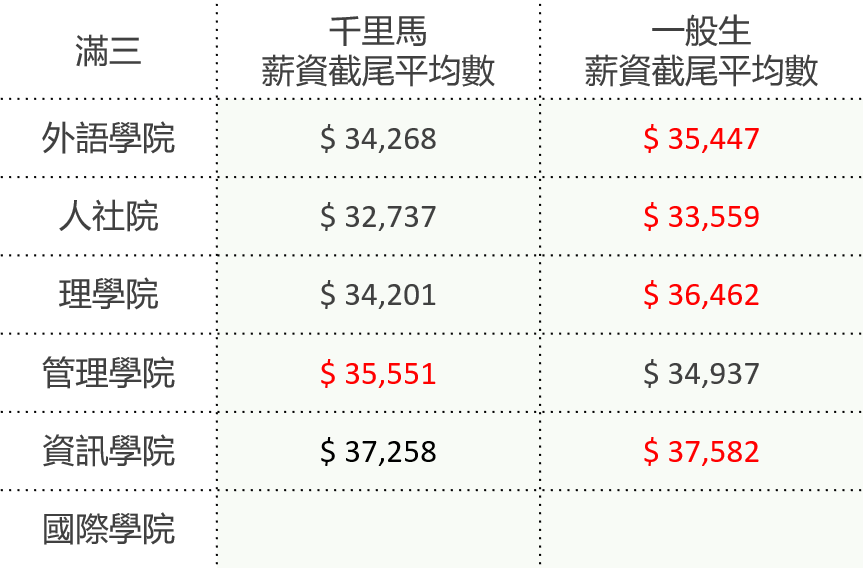 滿三
千里馬
薪資截尾平均數
一般生
薪資截尾平均數
外語學院
$ 34,268
$ 35,447
人社院
$ 32,737
$ 33,559
理學院
$ 34,201
$ 36,462
管理學院
$ 35,551
$ 34,937
資訊學院
$ 37,258
$ 37,582
國際學院